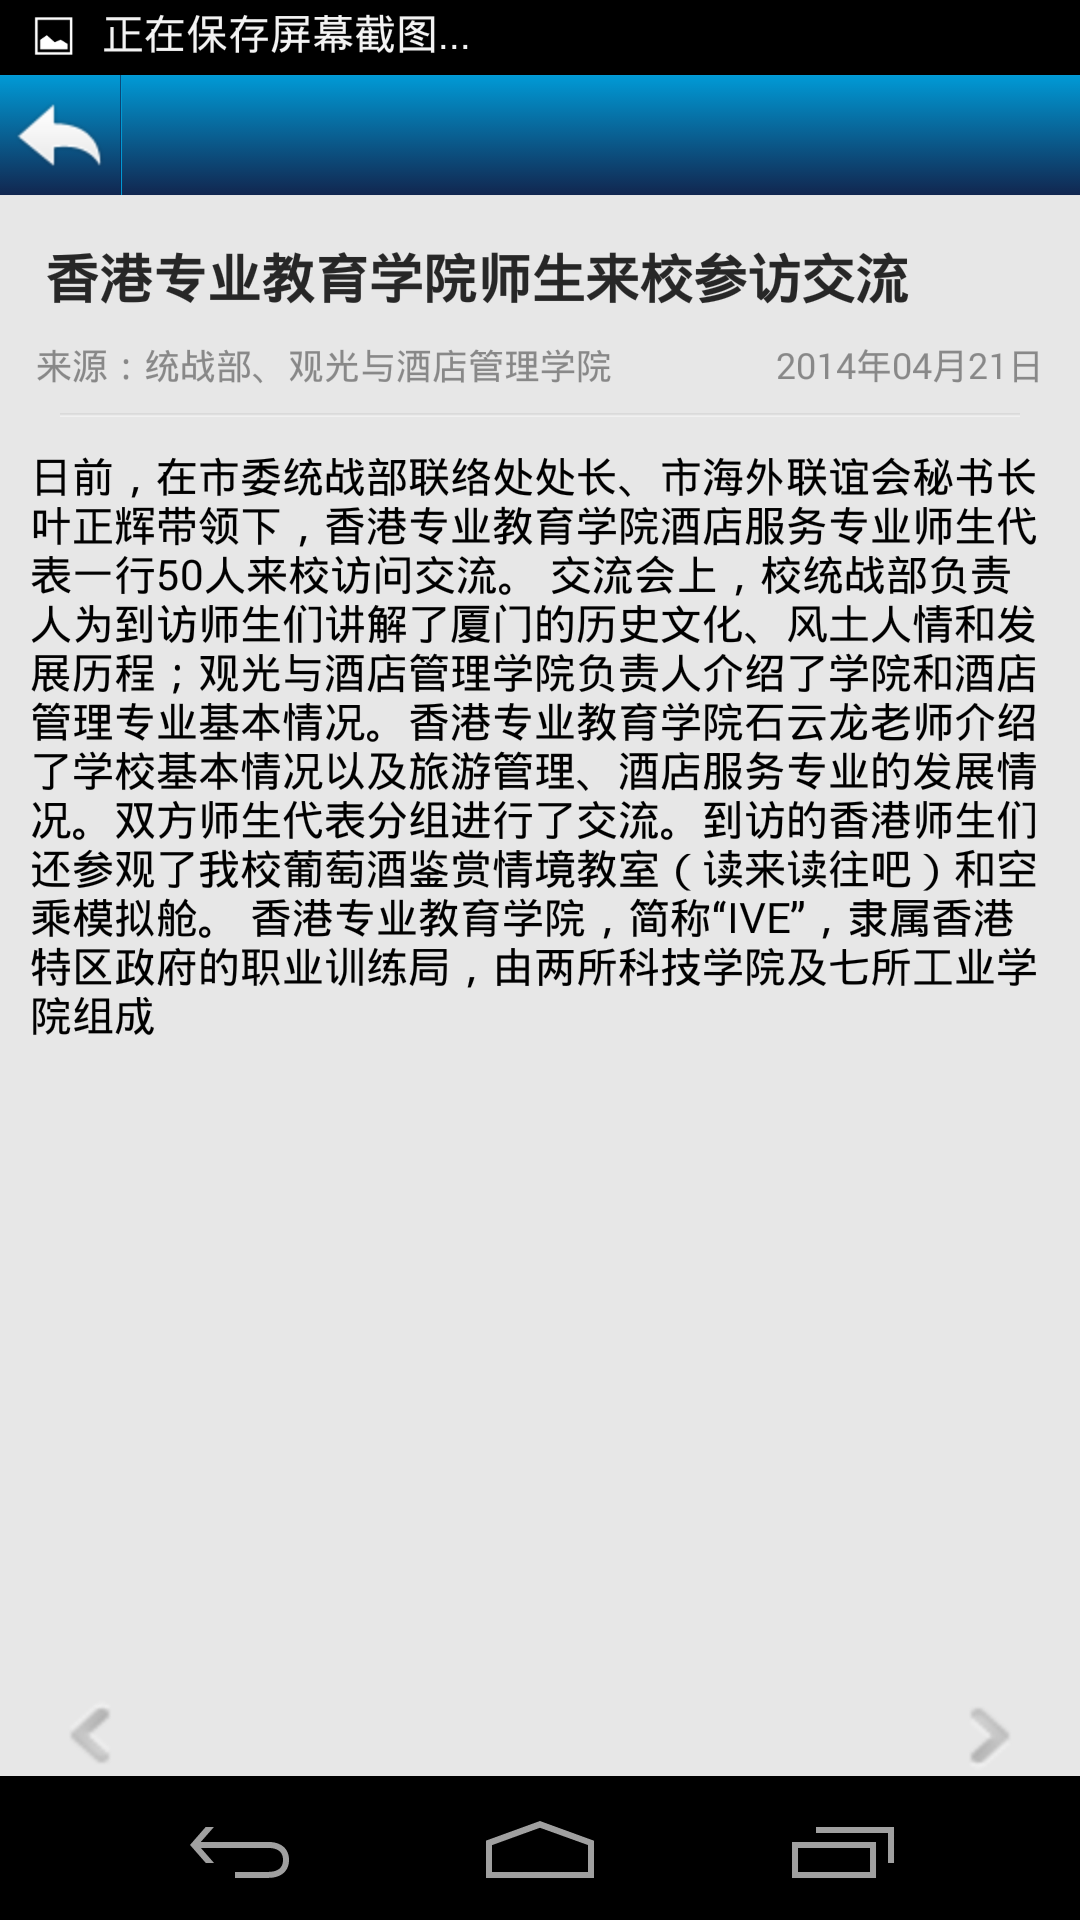 正在保存屏幕截图...
香港专业教育学院师生来校参访交流
来源：统战部、观光与酒店管理学院 2014年04月21日
日前，在市委统战部联络处处长、市海外联谊会秘书长
叶正辉带领下，香港专业教育学院酒店服务专业师生代
表一行50人来校访问交流。 交流会上，校统战部负责
人为到访师生们讲解了厦门的历史文化、风土人情和发
展历程；观光与酒店管理学院负责人介绍了学院和酒店
管理专业基本情况。香港专业教育学院石云龙老师介绍
了学校基本情况以及旅游管理、酒店服务专业的发展情
况。双方师生代表分组进行了交流。到访的香港师生们
还参观了我校葡萄酒鉴赏情境教室（读来读往吧）和空
乘模拟舱。 香港专业教育学院，简称“IVE”，隶属香港
特区政府的职业训练局，由两所科技学院及七所工业学
院组成